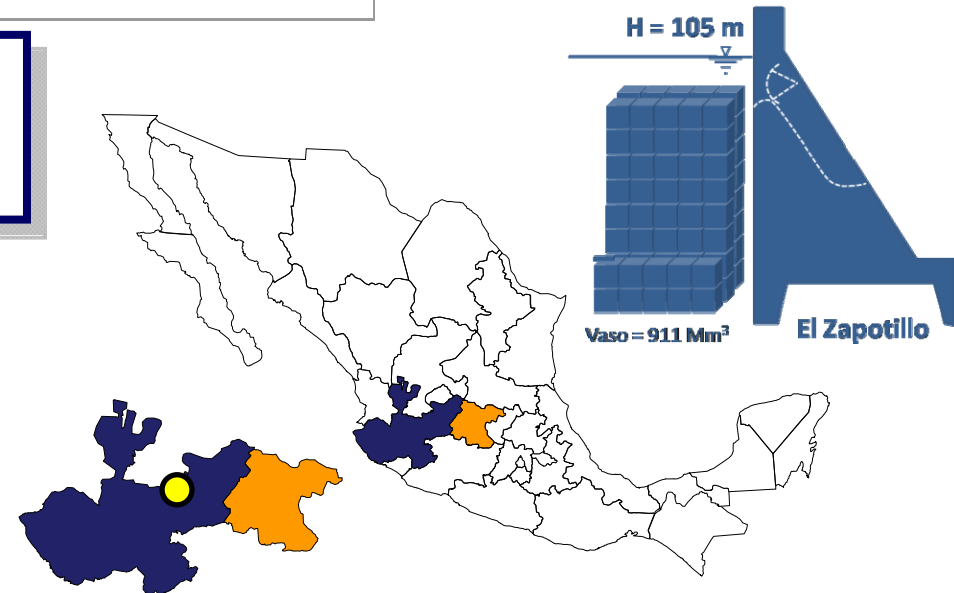 H = 105 m
Vaso = 911 Mm³
El Zapotillo